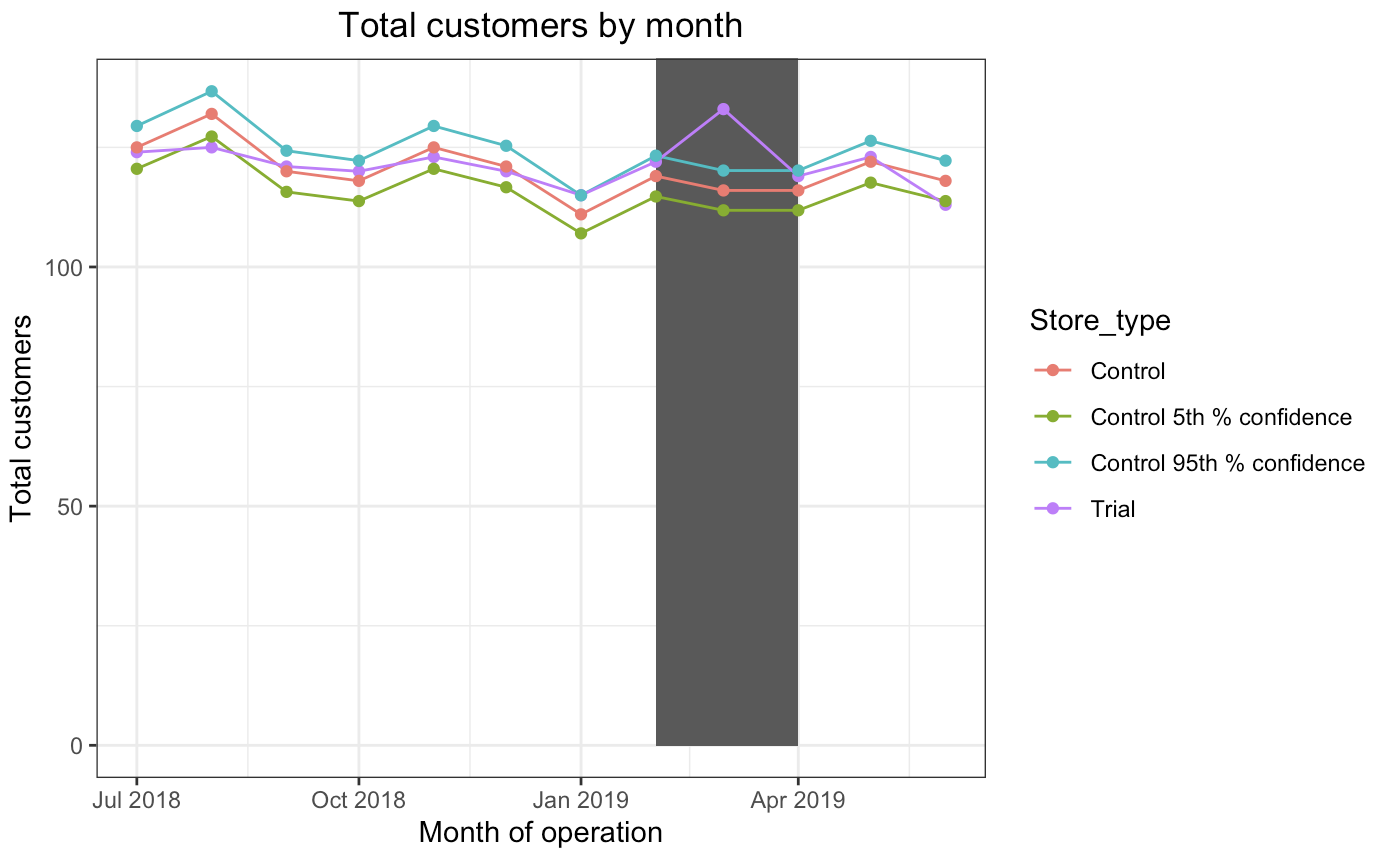 Total customers by month
Total customers
100
50
0
Jul 2018
Oct 2018
Jan 2019
Apr 2019
Month of operation
Store_type
Control
Control 5th % confidence
Control 95th % confidence
Trial